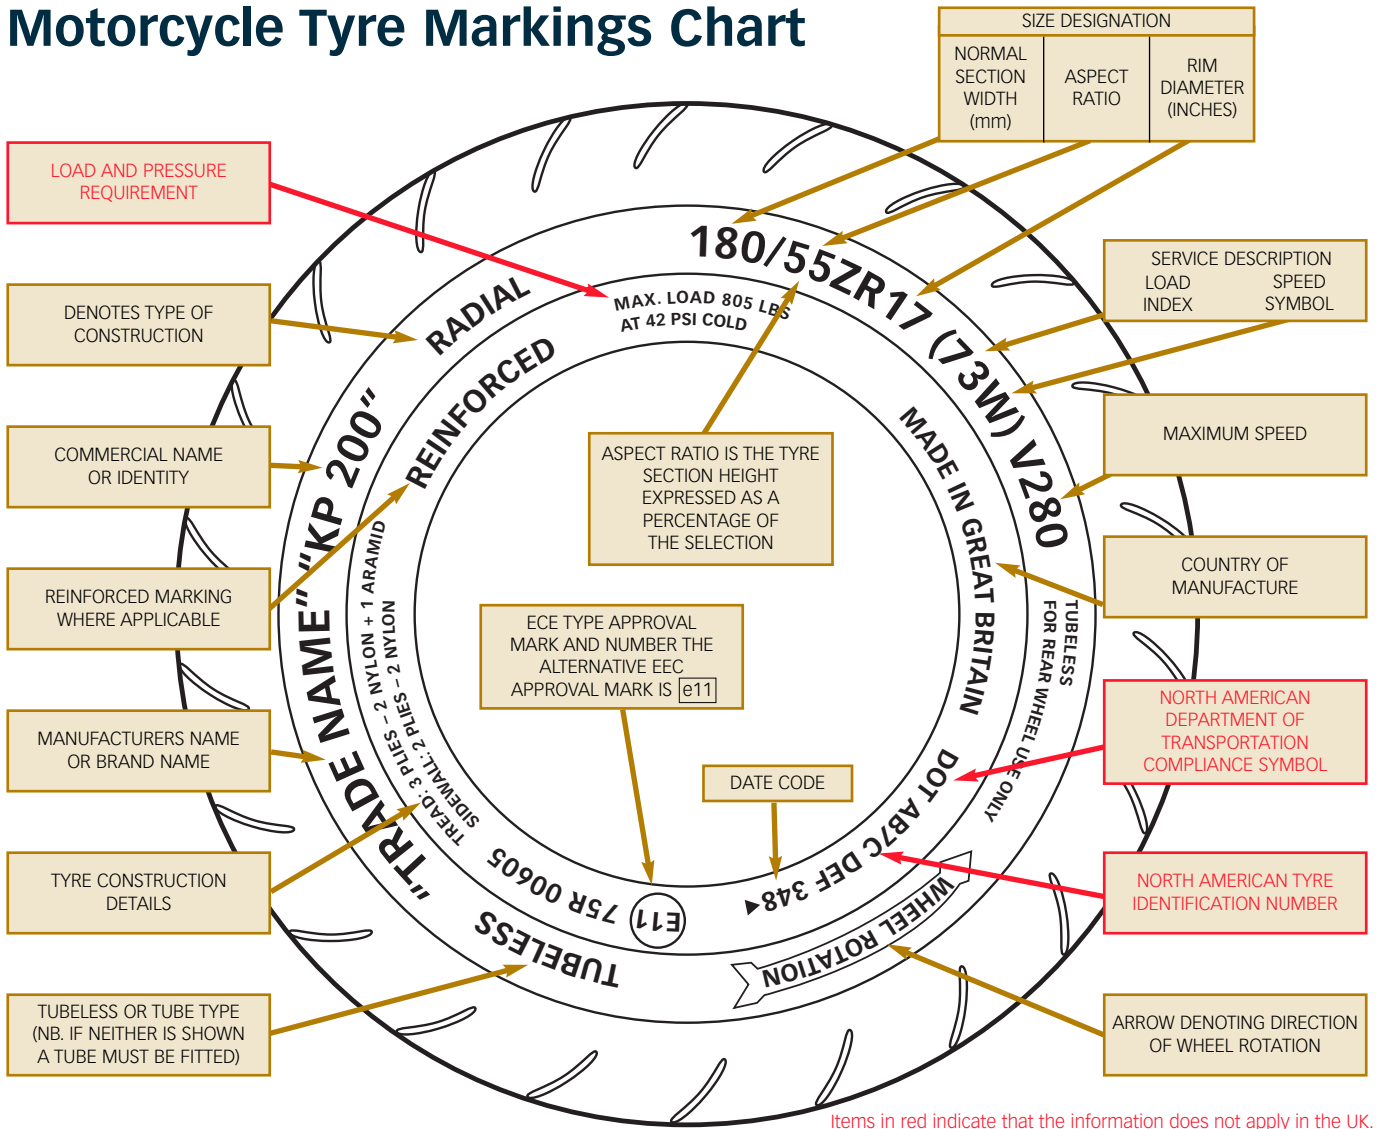 Motorcycle Tyre Markings Chart
SIZE DESIGNATION
NORMAL
SECTION
WIDTH
(mm)
ASPECT
RATIO
RIM
DIAMETER
(INCHES)
LOAD AND PRESSURE
REQUIREMENT
DENOTES TYPE OF
CONSTRUCTION
COMMERCIAL NAME
OR IDENTITY
REINFORCED MARKING
WHERE APPLICABLE
MANUFACTURERS NAME
OR BRAND NAME
TYRE CONSTRUCTION
DETAILS
TUBELESS OR TUBE TYPE
(NB. IF NEITHER IS SHOWN
A TUBE MUST BE FITTED)
180/55ZR17 (73W) V280
RADIAL
MAX. LOAD 805 LBS
AT 42 PSI COLD
REINFORCED
"TRADE NAME" "KP 200"
TREAD: 3 PLIES – 2 NYLON + 1 ARAMID
SIDEWALL: 2 PLIES – 2 NYLON
MADE IN GREAT BRITAIN
TUBELESS
FOR REAR WHEEL USE ONLY
DOT AB7C DEF 348◄
WHEEL ROTATION
E11 75R 00605
TUBELESS
ASPECT RATIO IS THE TYRE
SECTION HEIGHT
EXPRESSED AS A
PERCENTAGE OF
THE SELECTION
ECE TYPE APPROVAL
MARK AND NUMBER THE
ALTERNATIVE EEC
APPROVAL MARK IS e11
DATE CODE
SERVICE DESCRIPTION
LOAD
INDEX
SPEED
SYMBOL
MAXIMUM SPEED
COUNTRY OF
MANUFACTURE
NORTH AMERICAN
DEPARTMENT OF
TRANSPORTATION
COMPLIANCE SYMBOL
NORTH AMERICAN TYRE
IDENTIFICATION NUMBER
ARROW DENOTING DIRECTION
OF WHEEL ROTATION
Items in red indicate that the information does not apply in the UK.